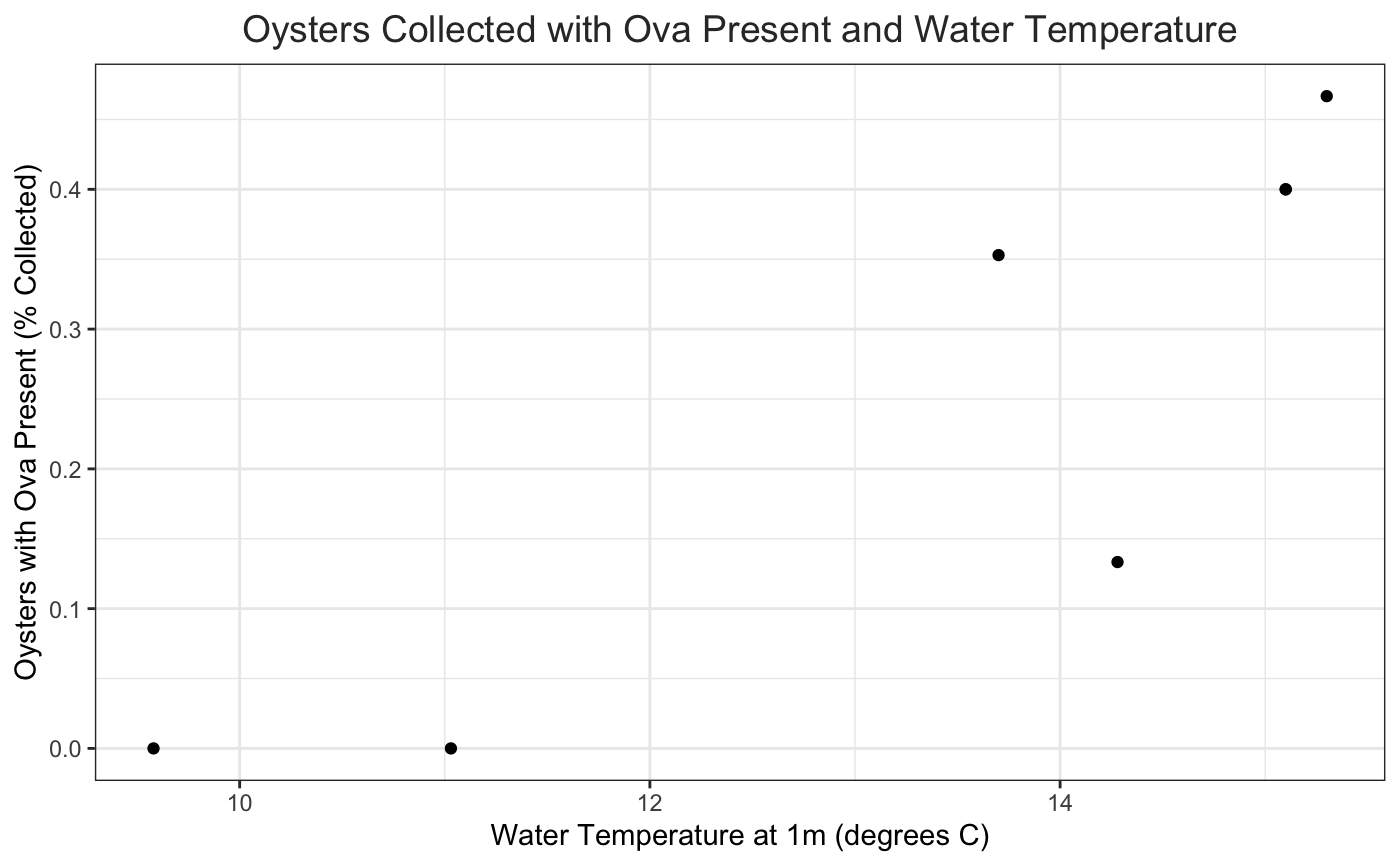 Oysters Collected with Ova Present and Water Temperature
Oysters with Ova Present (% Collected)
0.4
0.3
0.2
0.1
0.0
10
12
14
Water Temperature at 1m (degrees C)